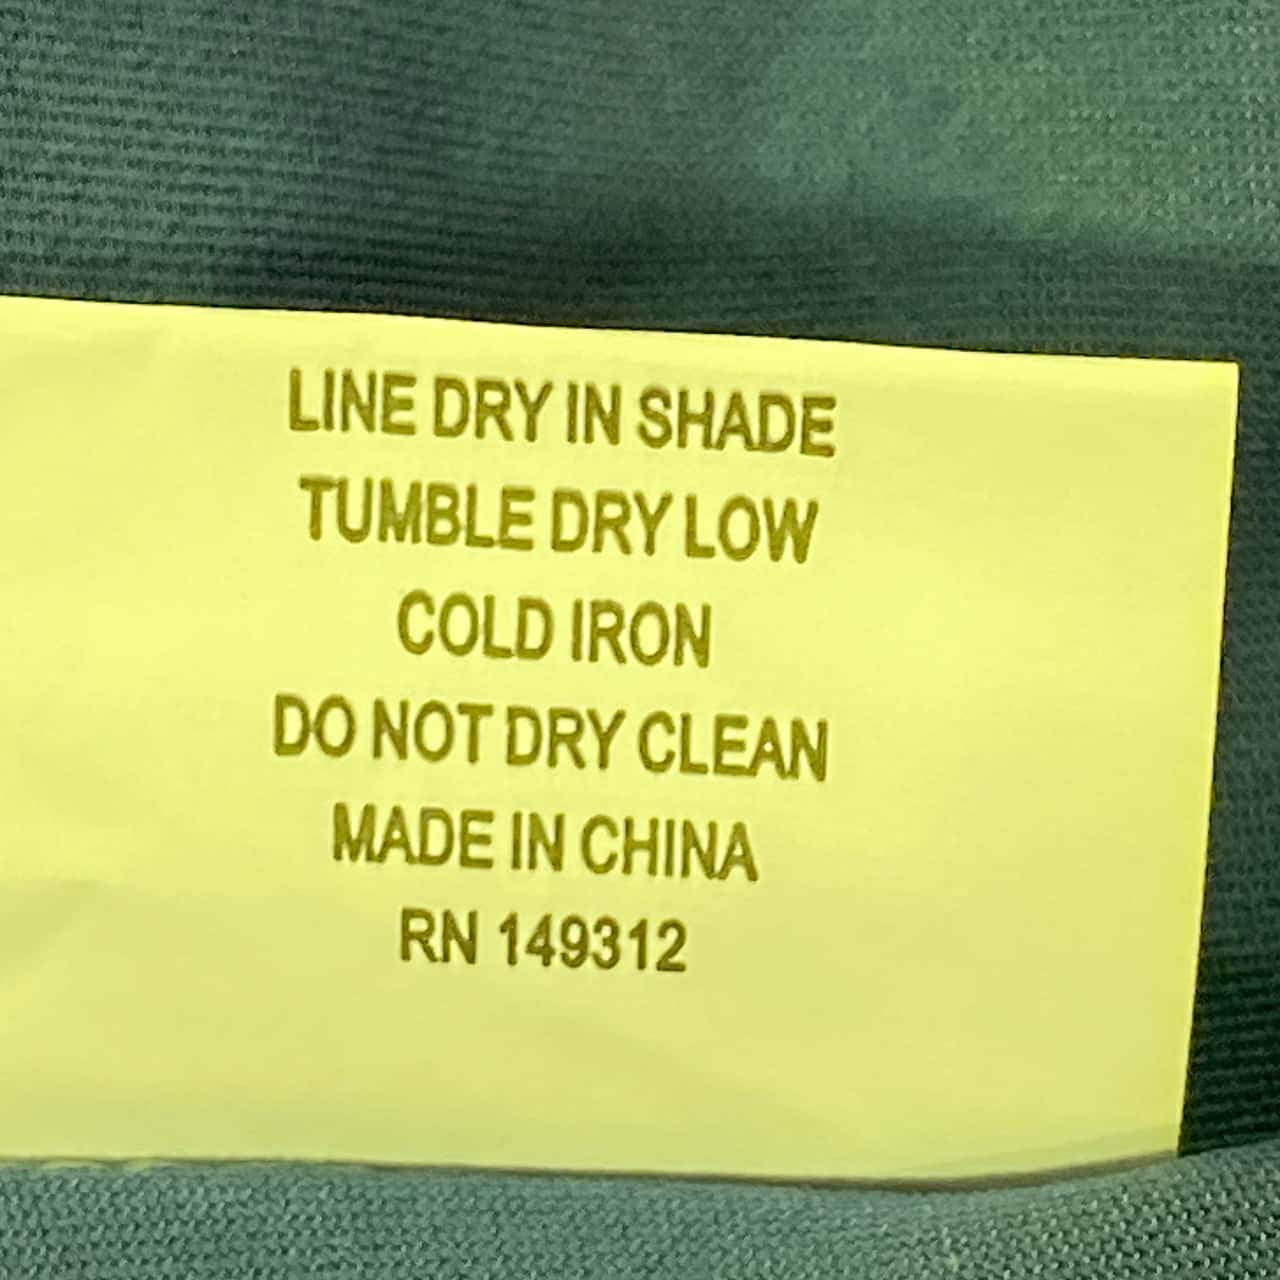 LINE DRY IN SHADE
TUMBLE DRY LOW
COLD IRON
DO NOT DRY CLEAN
MADE IN CHINA
RN 149312